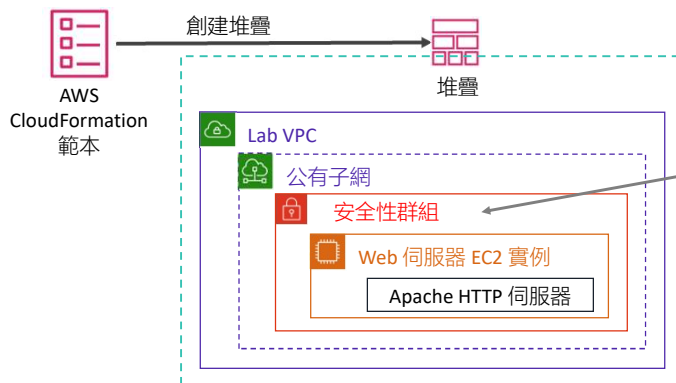 創建堆疊
AWS
CloudFormation
範本
堆疊
Lab VPC
公有子網
安全性群組
Web 伺服器 EC2 實例
Apache HTTP 伺服器